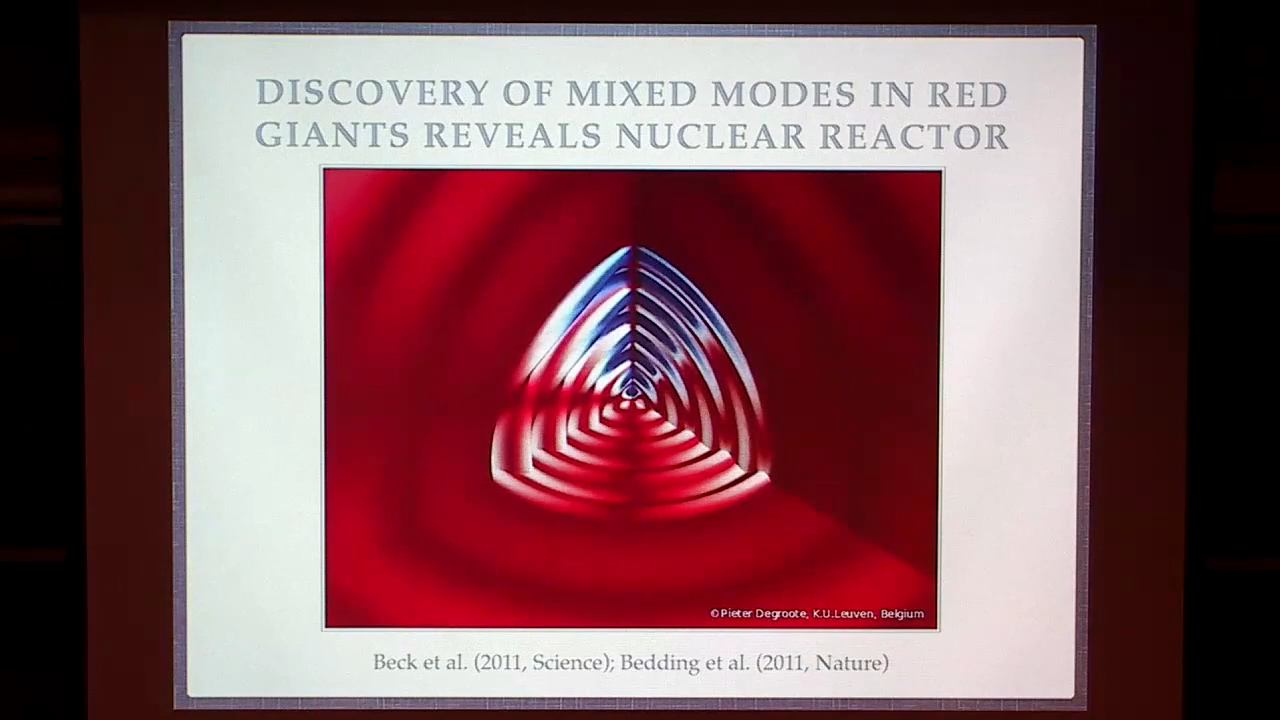 DISCOVERY OF MIXED MODES IN RED
GIANTS REVEALS NUCLEAR REACTOR
©Pieter Degroote, K.U.Leuven, Belgium
Beck et al. (2011, Science); Bedding et al. (2011, Nature)